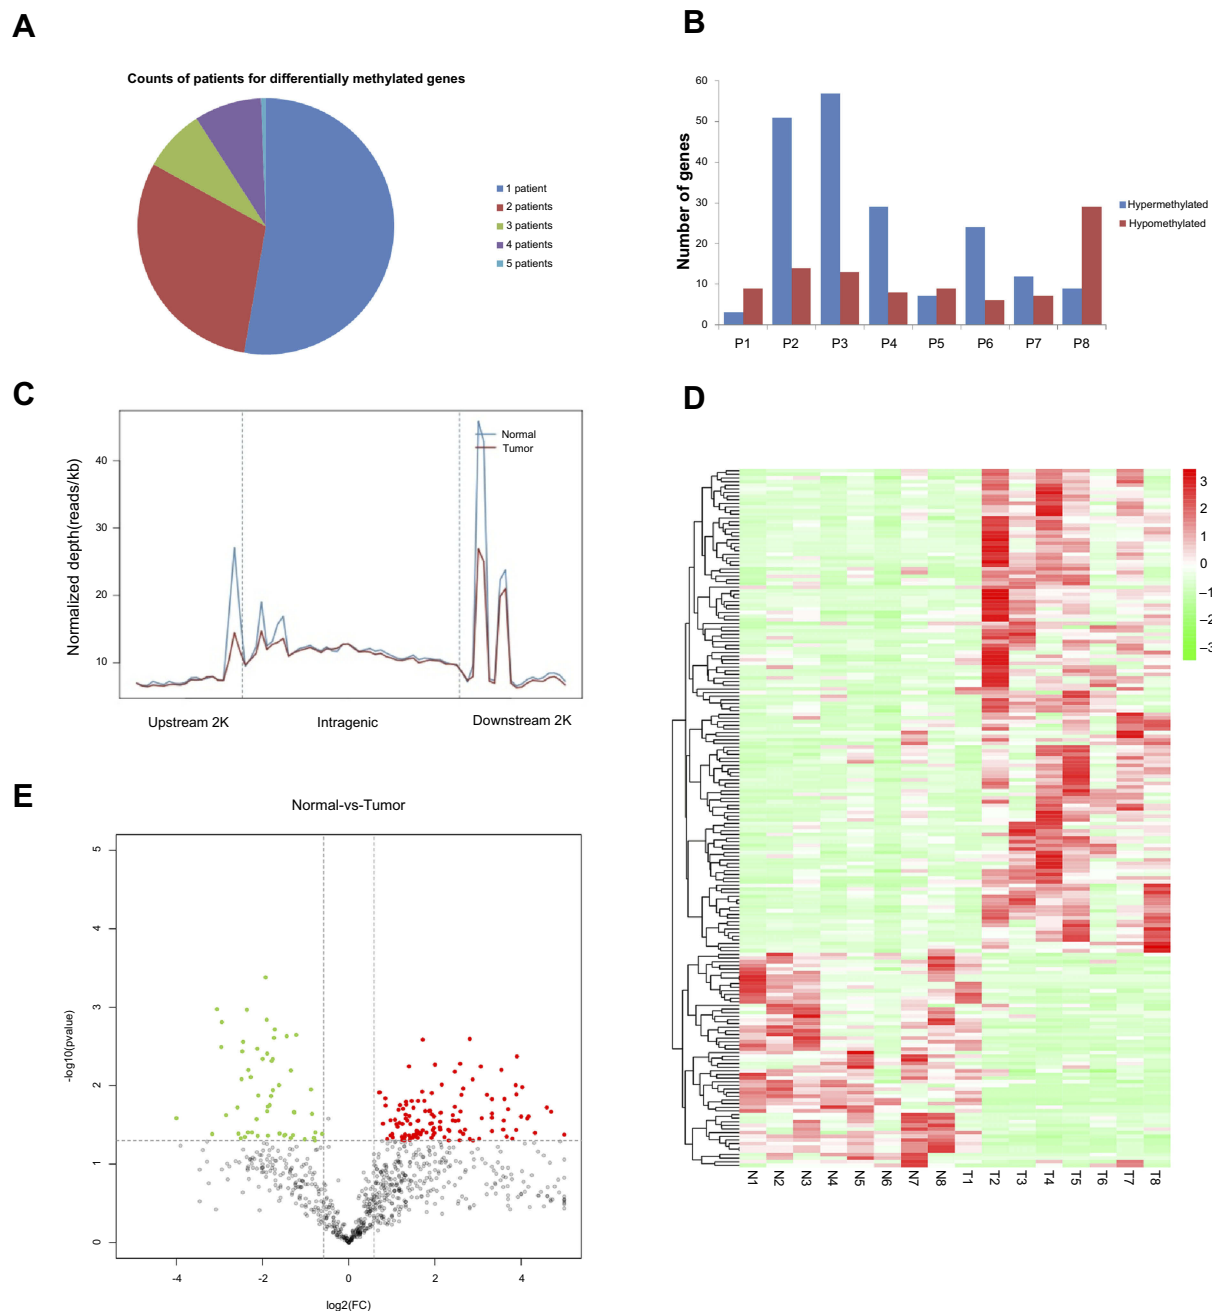 A
Counts of patients for differentially methylated genes
1 patient
2 patients
3 patients
4 patients
5 patients
B
Number of genes
60
50
40
30
20
10
0
P1 P2 P3 P4 P5 P6 P7 P8
Hypermethylated
Hypomethylated
C
Normalized depth(reads/kb)
40
30
20
10
Normal
Tumor
Upstream 2K Intragenic Downstream 2K
D
3
2
1
0
−1
−2
−3
N1 N2 N3 N4 N5 N6 N7 N8 T1 T2 T3 T4 T5 T6 T7 T8
E
Normal-vs-Tumor
-log10(pvalue)
5
4
3
2
1
0
-4 -2 0 2 4
log2(FC)